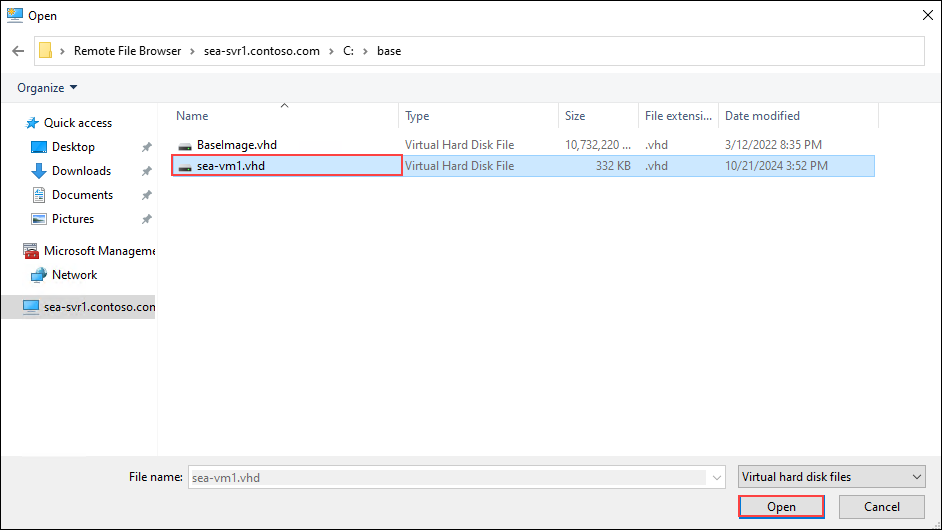 Open
Remote File Browser > sea-svr1.contoso.com > C: > base
Organize
Name Type Size File extensi... Date modified
Quick access
Desktop
Downloads
Documents
Pictures
Microsoft Manageme
Network
sea-svr1.contoso.con
BaseImage.vhd Virtual Hard Disk File 10,732,220 ... .vhd 3/12/2022 8:35 PM
sea-vm1.vhd Virtual Hard Disk File 332 KB .vhd 10/21/2024 3:52 PM
File name: sea-vm1.vhd Virtual hard disk files
Open Cancel